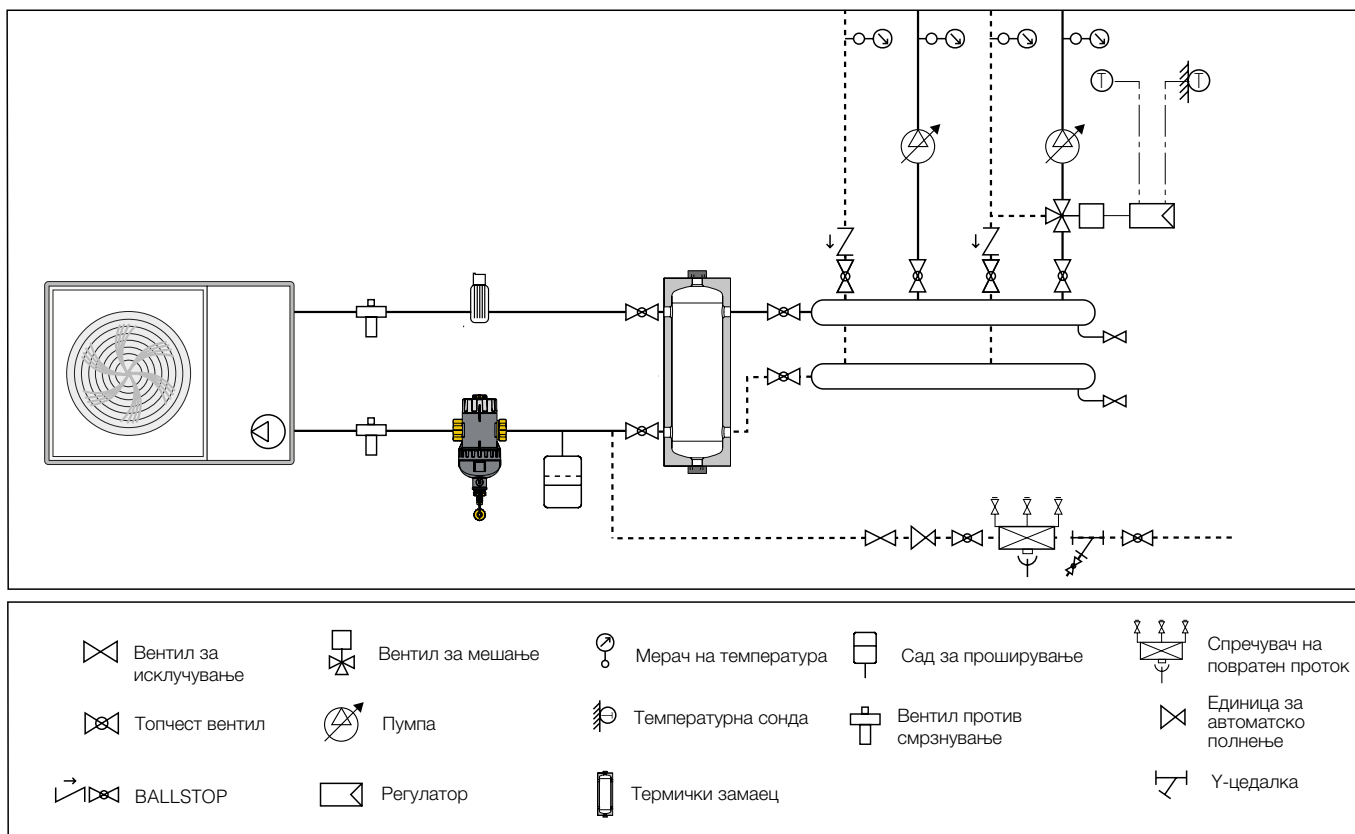 T
T
Вентил за
исклучување
Вентил за мешање
Мерач на температура
Сад за проширување
Спречувач на
повратен проток
Топчест вентил
Пумпа
Температурна сонда
Вентил против
смрзнување
Единица за
автоматско
полнење
BALLSTOP
Регулатор
Термички замаец
Y-цедалка